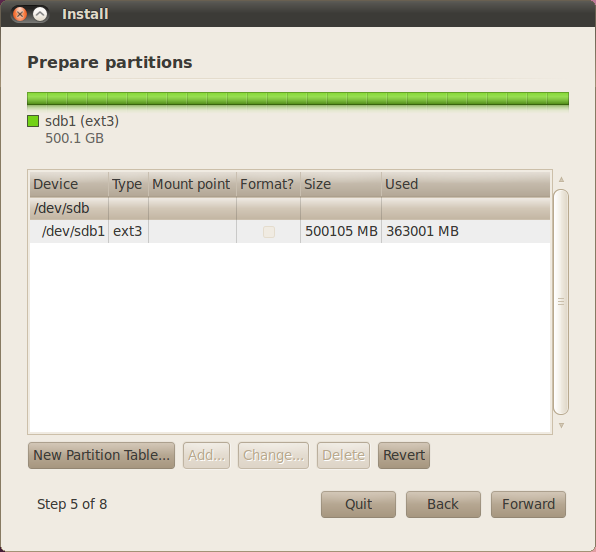 Install
Prepare partitions
sdb1 (ext3)
500.1 GB
Device Type Mount point Format? Size Used
/dev/sdb
/dev/sdb1 ext3 500105 MB 363001 MB
New Partition Table... Add... Change... Delete Revert
Step 5 of 8 Quit Back Forward